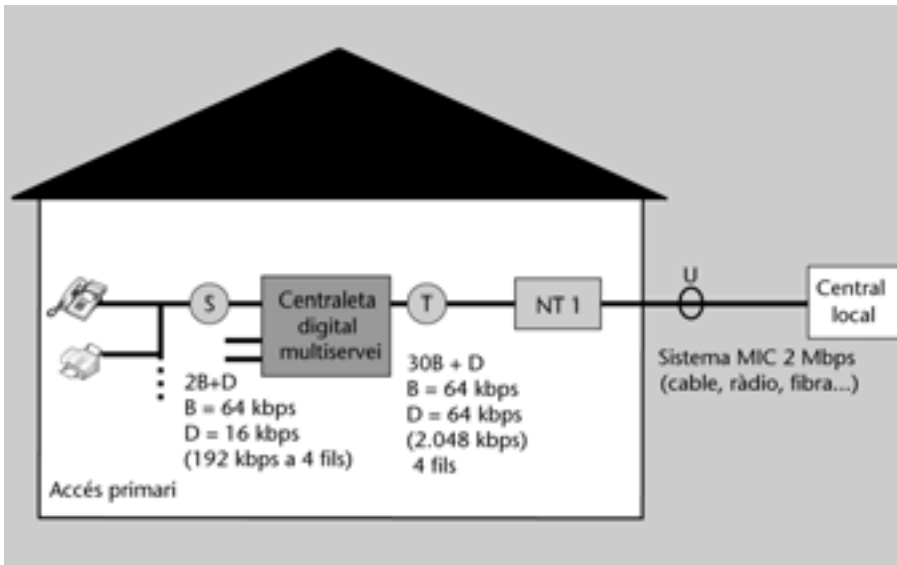 S
Centraleta
digital
multiservei
T
NT 1
U
Central
local
2B+D
B = 64 kbps
D = 16 kbps
(192 kbps a 4 fils)
30B + D
B = 64 kbps
D = 64 kbps
(2.048 kbps)
4 fils
Sistema MIC 2 Mbps
(cable, ràdio, fibra...)
Accés primari